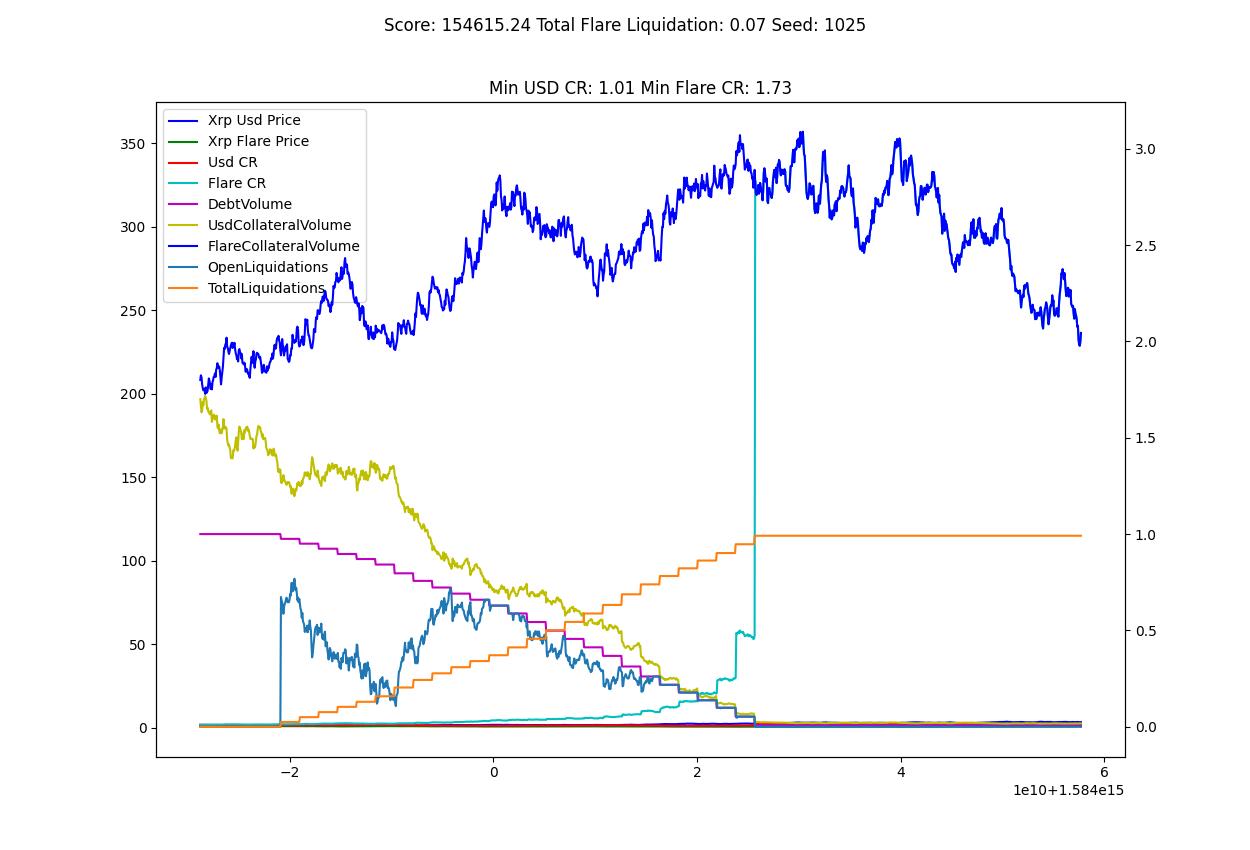 Score: 154615.24 Total Flare Liquidation: 0.07 Seed: 1025
Min USD CR: 1.01 Min Flare CR: 1.73
Xrp Usd Price
Xrp Flare Price
Usd CR
Flare CR
DebtVolume
UsdCollateralVolume
FlareCollateralVolume
OpenLiquidations
TotalLiquidations
350
300
250
200
150
100
50
0
3.0
2.5
2.0
1.5
1.0
0.5
0.0
−2 0 2 4 6
1e10+1.584e15